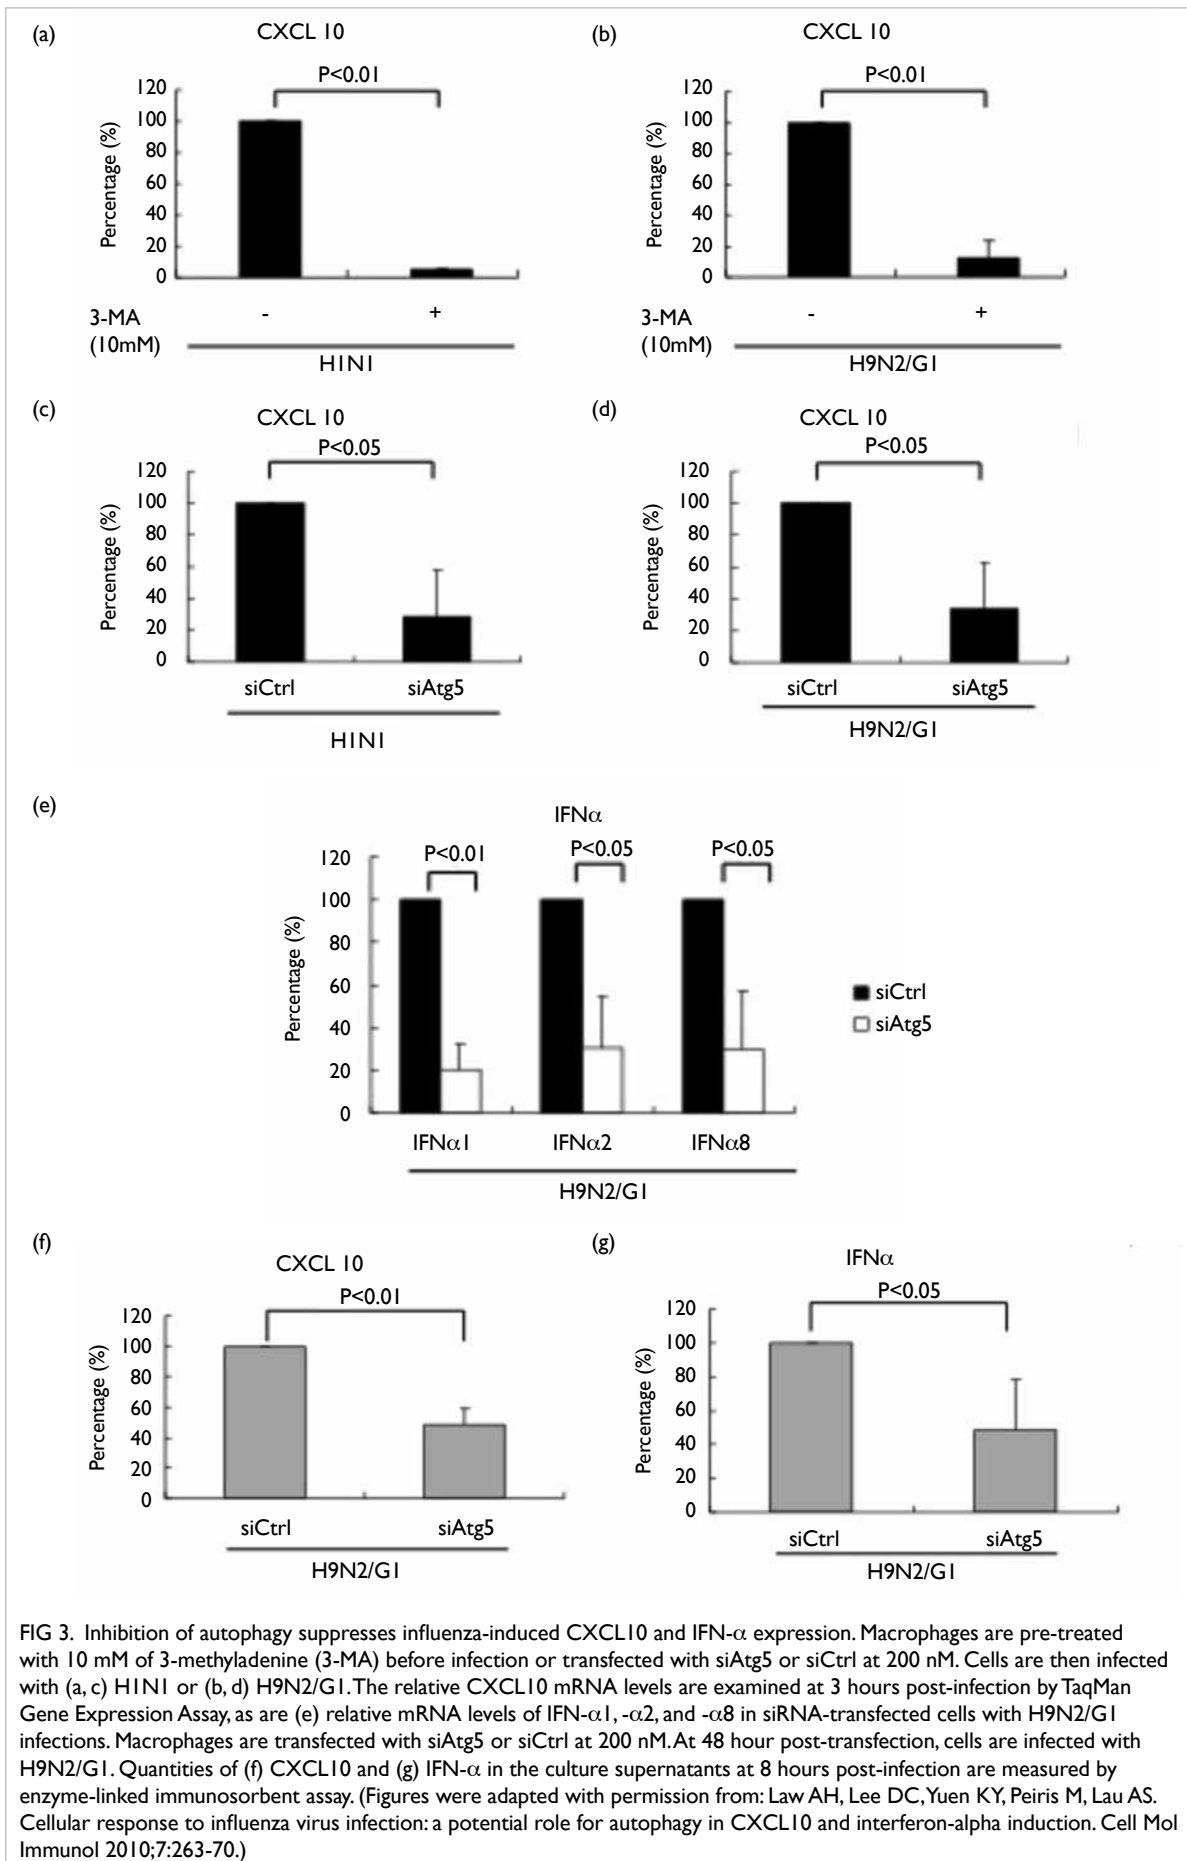 (a)
CXCL 10
P<0.01
Percentage (%)
120
100
80
60
40
20
0
3-MA
(10mM)
-
+
H1N1
(b)
CXCL 10
P<0.01
Percentage (%)
120
100
80
60
40
20
0
3-MA
(10mM)
-
+
H9N2/G1
(c)
CXCL 10
P<0.05
Percentage (%)
120
100
80
60
40
20
0
siCtrl
siAtg5
H1N1
(d)
CXCL 10
P<0.05
Percentage (%)
120
100
80
60
40
20
0
siCtrl
siAtg5
H9N2/G1
(e)
IFNα
P<0.01
P<0.05
P<0.05
Percentage (%)
120
100
80
60
40
20
0
siCtrl
siAtg5
IFNα1
IFNα2
IFNα8
H9N2/G1
(f)
CXCL 10
P<0.01
Percentage (%)
120
100
80
60
40
20
0
siCtrl
siAtg5
H9N2/G1
(g)
IFNα
P<0.05
Percentage (%)
120
100
80
60
40
20
0
siCtrl
siAtg5
H9N2/G1
FIG 3. Inhibition of autophagy suppresses influenza-induced CXCL10 and IFN-α expression. Macrophages are pre-treated
with 10 mM of 3-methyladenine (3-MA) before infection or transfected with siAtg5 or siCtrl at 200 nM. Cells are then infected
with (a, c) H1N1 or (b, d) H9N2/G1. The relative CXCL10 mRNA levels are examined at 3 hours post-infection by TaqMan
Gene Expression Assay, as are (e) relative mRNA levels of IFN-α1, -α2, and -α8 in siRNA-transfected cells with H9N2/G1
infections. Macrophages are transfected with siAtg5 or siCtrl at 200 nM. At 48 hour post-transfection, cells are infected with
H9N2/G1. Quantities of (f) CXCL10 and (g) IFN-α in the culture supernatants at 8 hours post-infection are measured by
enzyme-linked immunosorbent assay. (Figures were adapted with permission from: Law AH, Lee DC, Yuen KY, Peiris M, Lau AS.
Cellular response to influenza virus infection: a potential role for autophagy in CXCL10 and interferon-alpha induction. Cell Mol
Immunol 2010;7:263-70.)